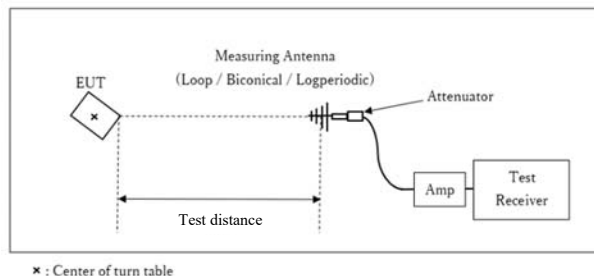 Measuring Antenna
(Loop / Biconical / Logperiodic)
EUT
Attenuator
Amp
Test
Receiver
Test distance
× : Center of turn table